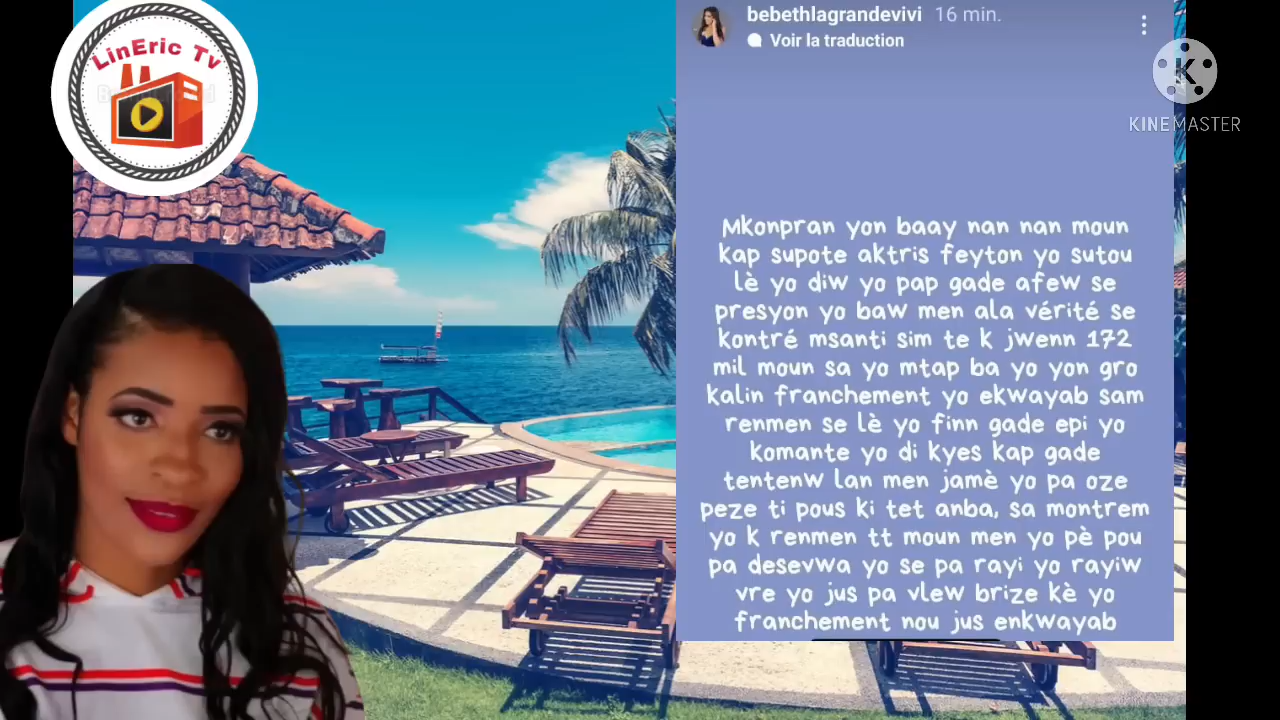 LinEric Tv
bebethlagrandevivi 16 min.
Voir la traduction
K
KINEMASTER
Mkonpran yon baay nan nan moun
kap supote aktris feyton yo sutou
lè yo diw yo pap gade afew se
presyon yo baw men ala vérité se
kontré msanti sim te k jwenn 172
mil moun sa yo mtap ba yo yon gro
kalin franchement yo ekwayab sam
renmen se lè yo finn gade epi yo
komante yo di kyes kap gade
tentenw lan men jamè yo pa oze
peze ti pous ki tet anba, sa montrem
yo k renmen tt moun men yo pè pou
pa desevwa yo se pa rayi yo rayiw
vre yo jus pa vlew brize kè yo
franchement nou jus enkwayab